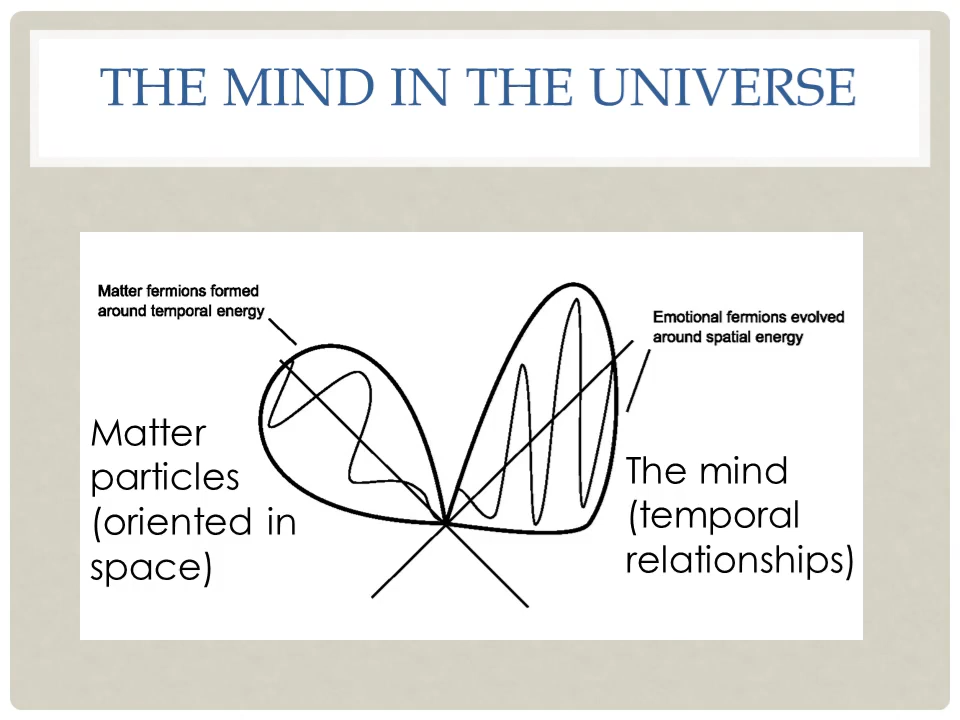 THE MIND IN THE UNIVERSE
Matter fermions formed
around temporal energy
Emotional fermions evolved
around spatial energy
Matter
particles
(oriented in
space)
The mind
(temporal
relationships)